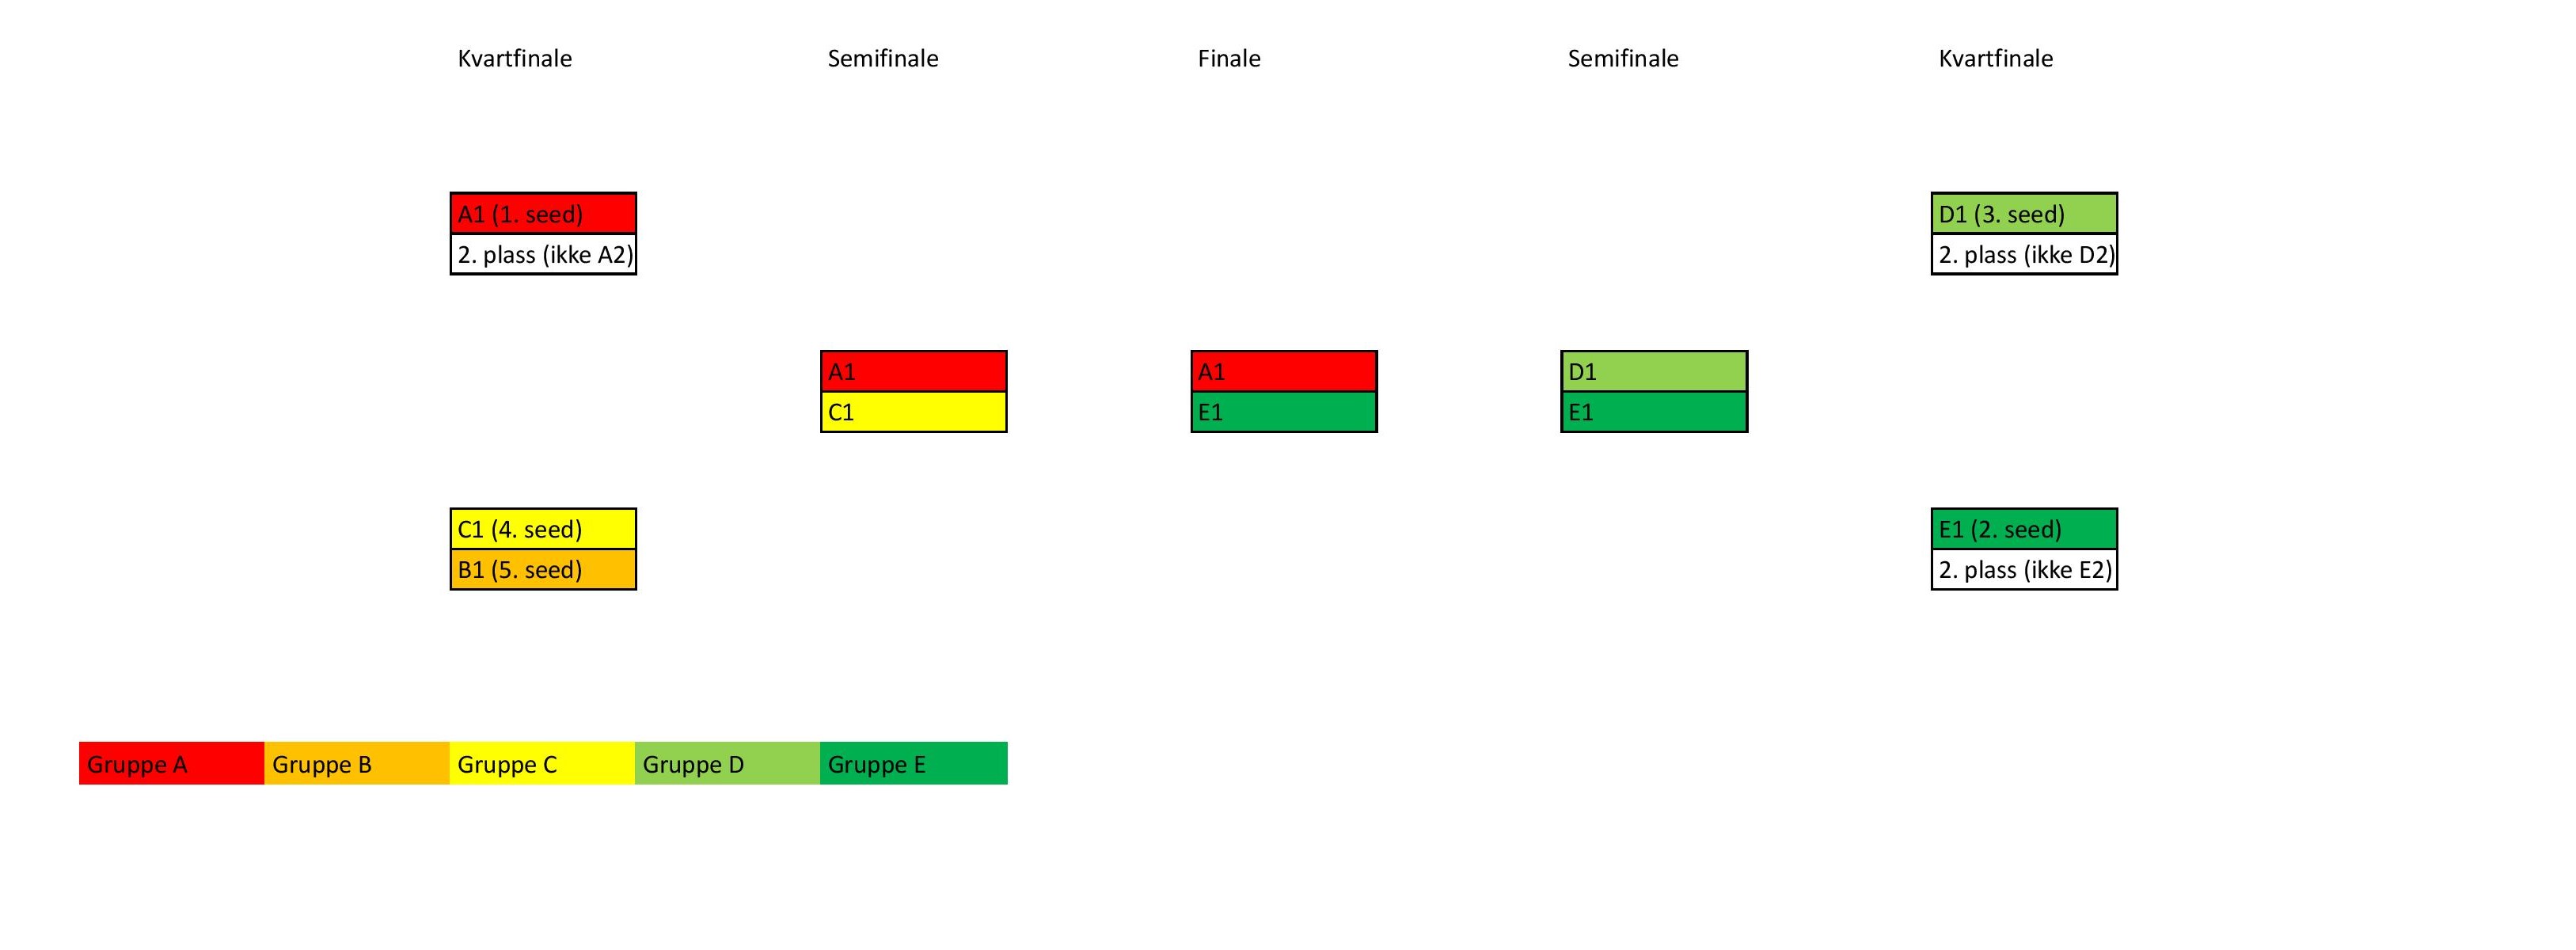 Kvartfinale Semifinale Finale Semifinale Kvartfinale
A1 (1. seed) D1 (3. seed)
2. plass (ikke A2) 2. plass (ikke D2)
A1 A1 D1
C1 E1 E1
C1 (4. seed) E1 (2. seed)
B1 (5. seed) 2. plass (ikke E2)
Gruppe A Gruppe B Gruppe C Gruppe D Gruppe E